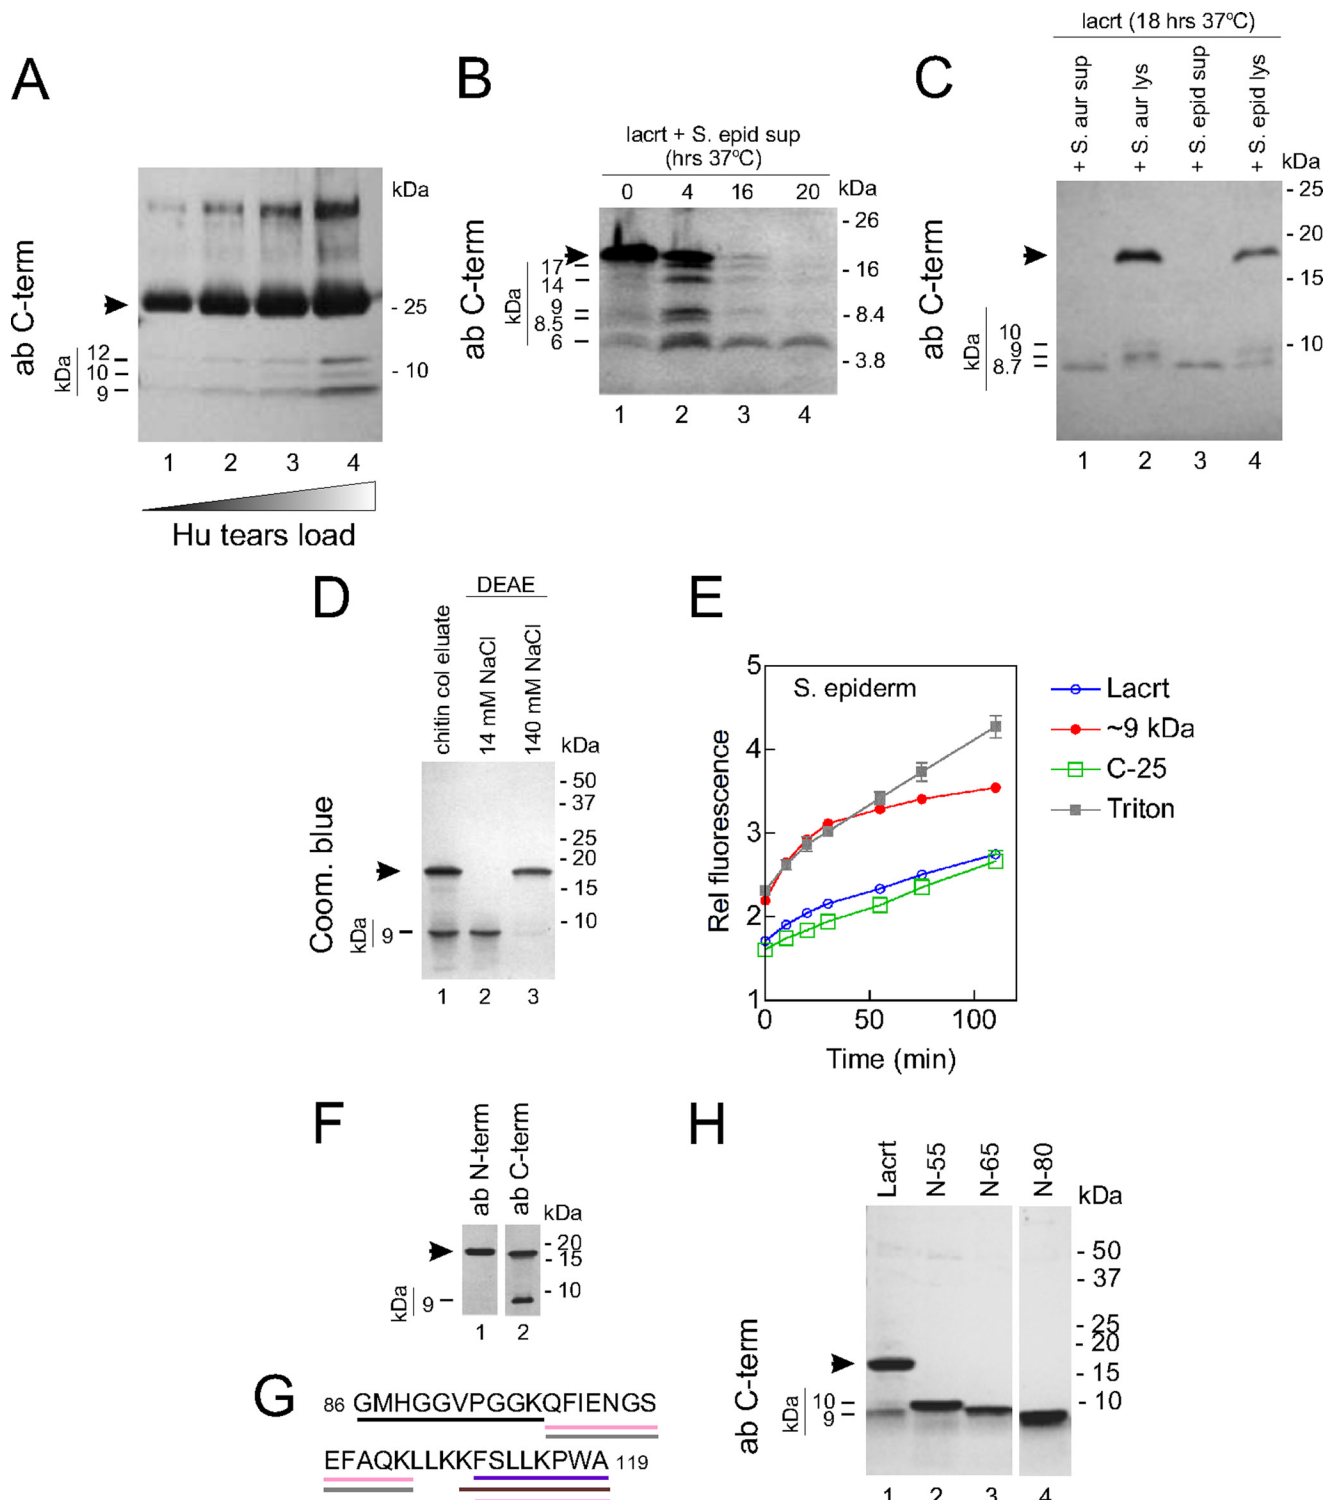 A
ab C-term
kDa
- 25
- 10
kDa
12
10
9
1 2 3 4
Hu tears load
B
lacrt + S. epid sup
(hrs 37ºC)
0 4 16 20 kDa
ab C-term
kDa
17
14
9
8.5
6
- 26
- 16
- 8.4
- 3.8
1 2 3 4
C
lacrt (18 hrs 37ºC)
+ S. aur sup
+ S. aur lys
+ S. epid sup
+ S. epid lys
kDa
ab C-term
- 25
- 20
- 15
- 10
kDa
10
9
8.7
1 2 3 4
D
DEAE
chitin col eluate
14 mM NaCl
140 mM NaCl
kDa
Coom. blue
- 50
- 37
- 25
- 20
- 15
- 10
kDa
9
1 2 3
E
S. epiderm
Rel fluorescence
5
4
3
2
1
0 50 100
Time (min)
Lacrt
~9 kDa
C-25
Triton
F
ab N-term
ab C-term
kDa
- 20
- 15
- 10
kDa
9
1 2
G
86 GMHGGVPGGKQFIENGS
EFAQKLLKKFSLLKPWA 119
H
Lacrt
N-55
N-65
N-80
kDa
ab C-term
- 50
- 37
- 25
- 20
- 15
- 10
kDa
10
9
1 2 3 4